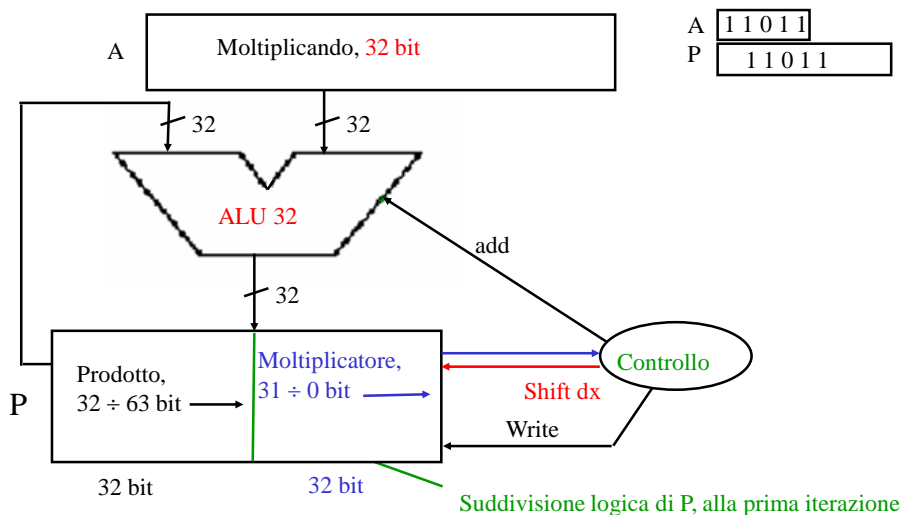 A
Moltiplicando, 32 bit
A
1 1 0 1 1
P
1 1 0 1 1
32
32
ALU 32
add
32
P
Prodotto,
32 ÷ 63 bit
Moltiplicatore,
31 ÷ 0 bit
Controllo
Shift dx
Write
32 bit
32 bit
Suddivisione logica di P, alla prima iterazione